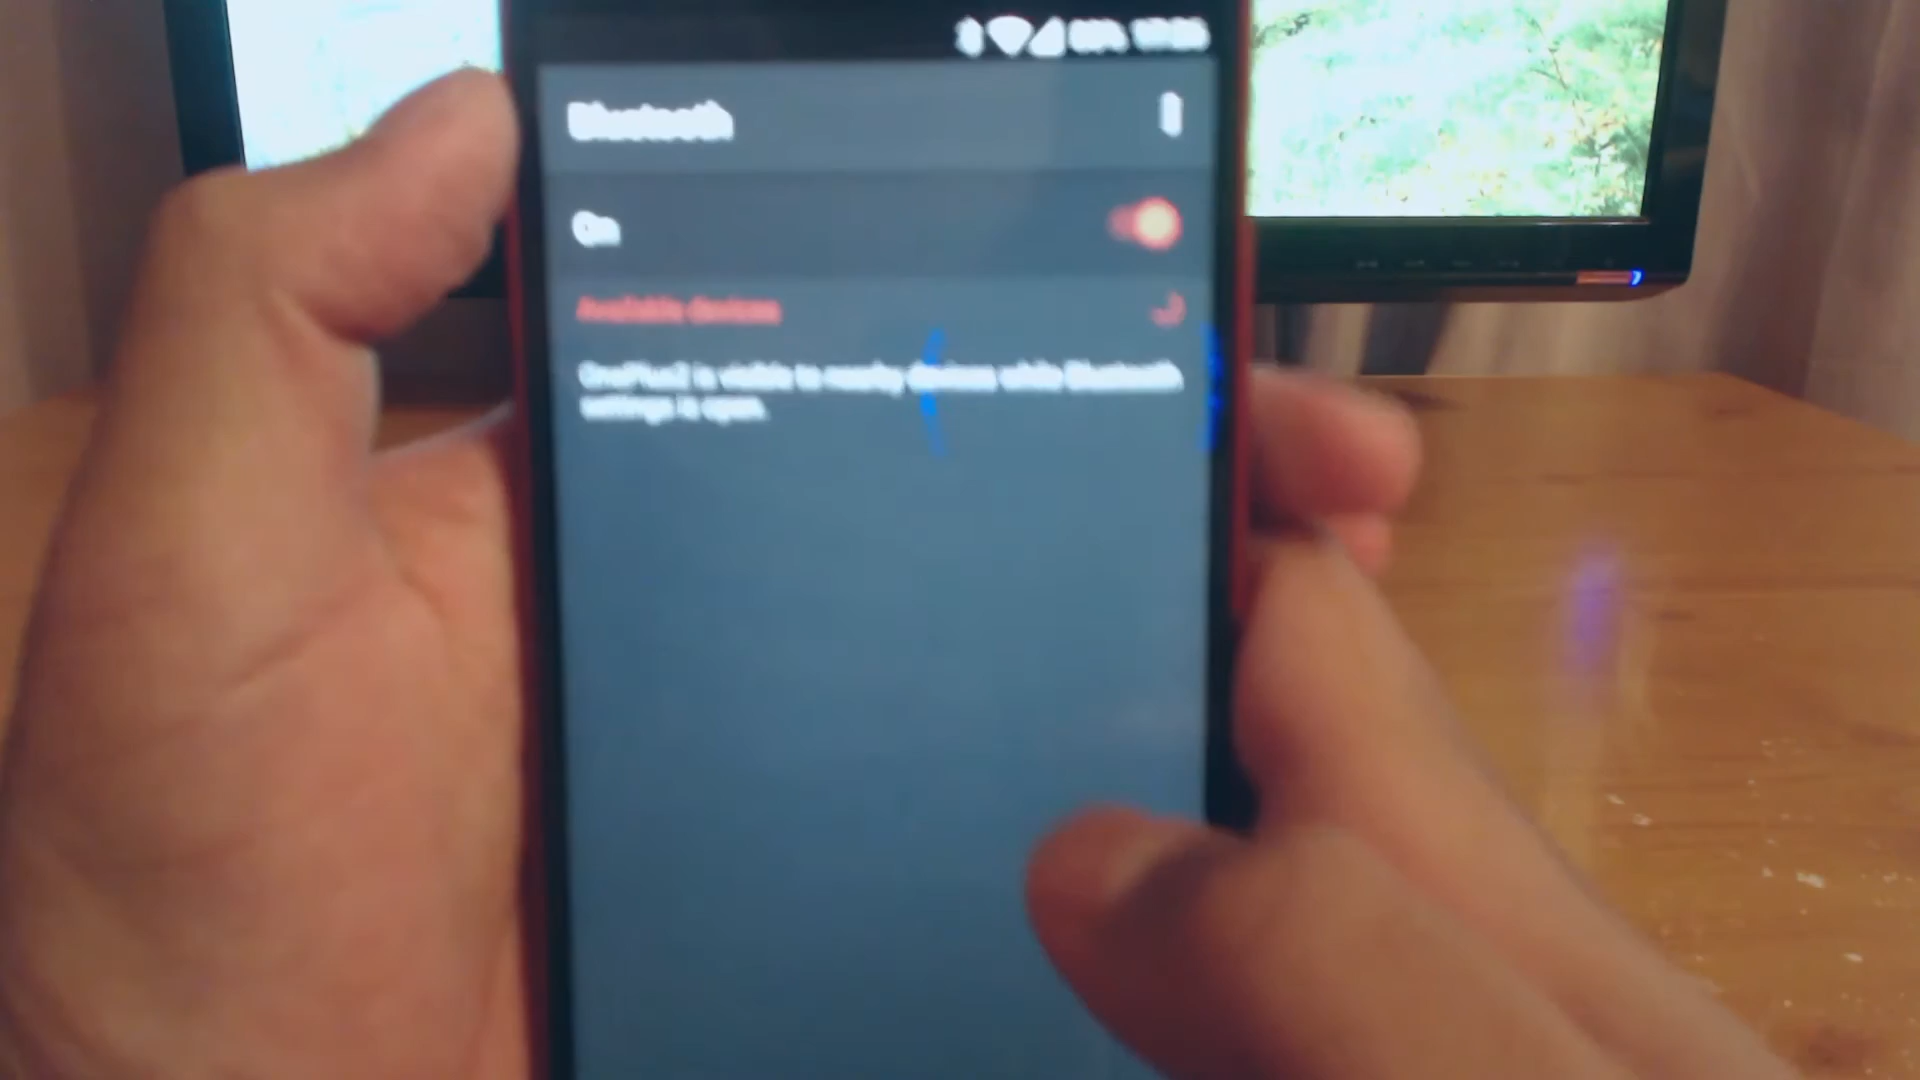 Bluetooth
On
Available devices
OnePlus2 is visible to nearby devices while Bluetooth
settings is open.